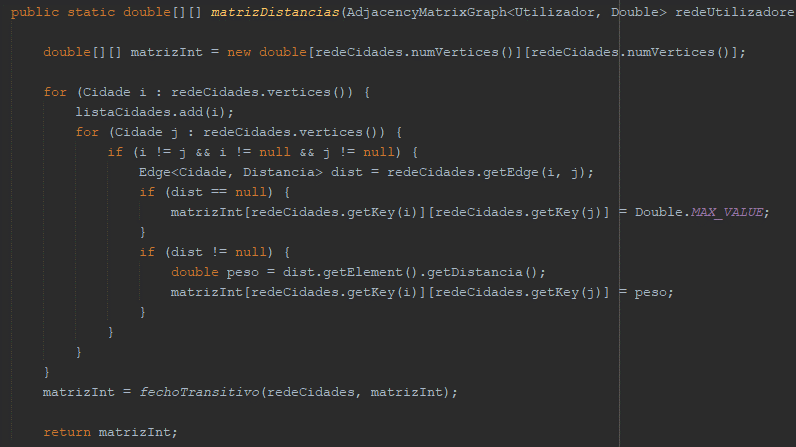 public static double[][] matrizDistancias(AdjacencyMatrixGraph<Utilizador, Double> redeUtilizadore
double[][] matrizInt = new double[redeCidades.numVertices()][redeCidades.numVertices()];
for (Cidade i : redeCidades.vertices()) {
listaCidades.add(i);
for (Cidade j : redeCidades.vertices()) {
if (i != j && i != null && j != null) {
Edge<Cidade, Distancia> dist = redeCidades.getEdge(i, j);
if (dist == null) {
matrizInt[redeCidades.getKey(i)][redeCidades.getKey(j)] = Double.MAX_VALUE;
}
if (dist != null) {
double peso = dist.getElement().getDistancia();
matrizInt[redeCidades.getKey(i)][redeCidades.getKey(j)] = peso;
}
}
}
}
matrizInt = fechoTransitivo(redeCidades, matrizInt);
return matrizInt;